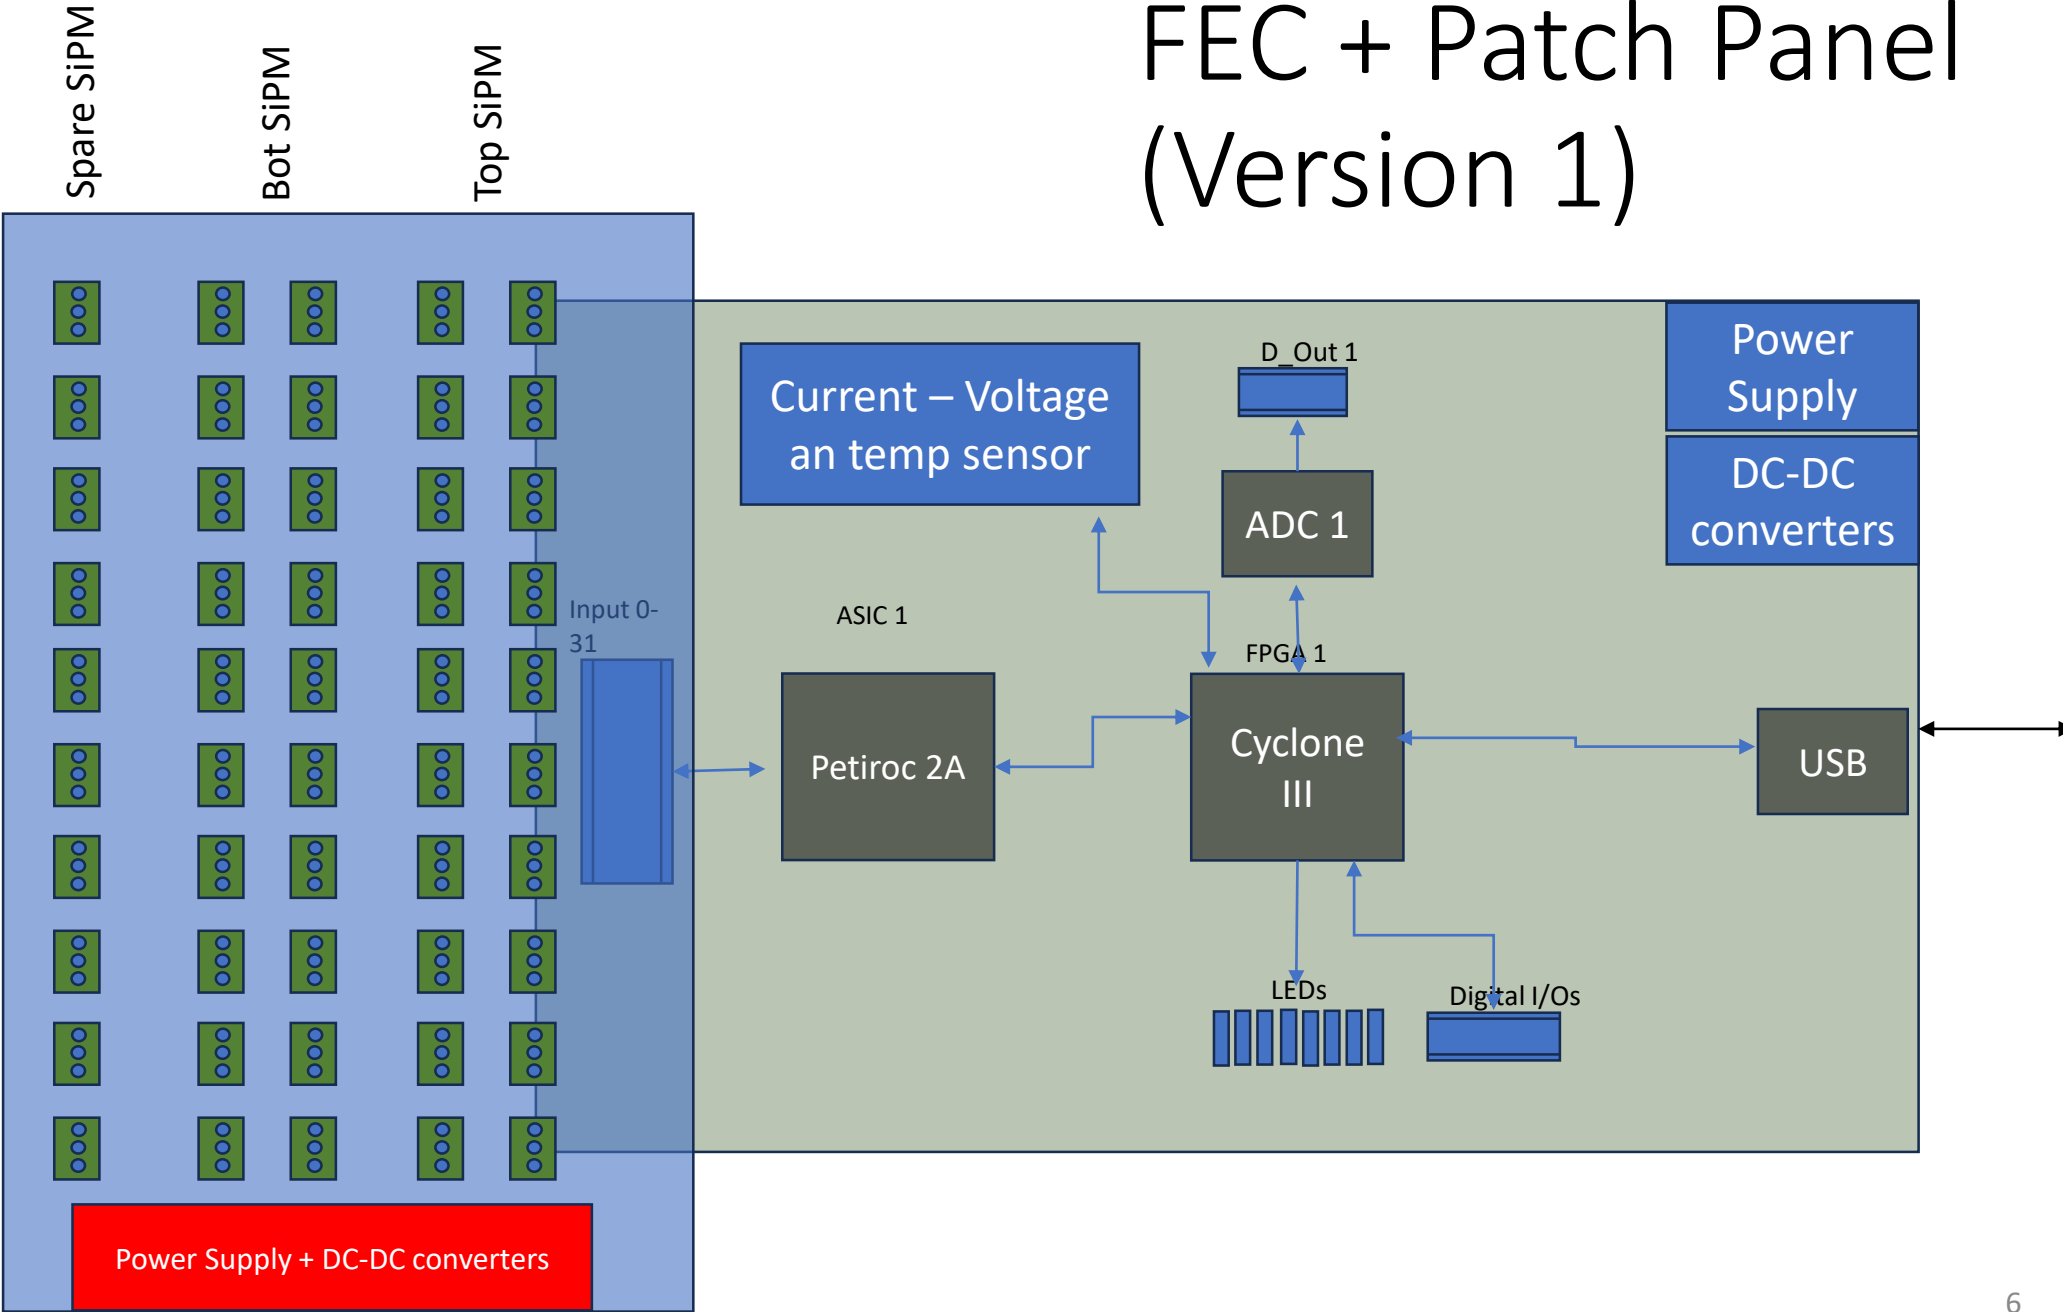 FEC + Patch Panel
(Version 1)
Spare SiPM
Bot SiPM
Top SiPM
Power
Supply
DC-DC
converters
D_Out 1
Current – Voltage
an temp sensor
ADC 1
Input 0-
31
ASIC 1
FPGA 1
Petiroc 2A
Cyclone
III
USB
LEDs
Digital I/Os
Power Supply + DC-DC converters
6